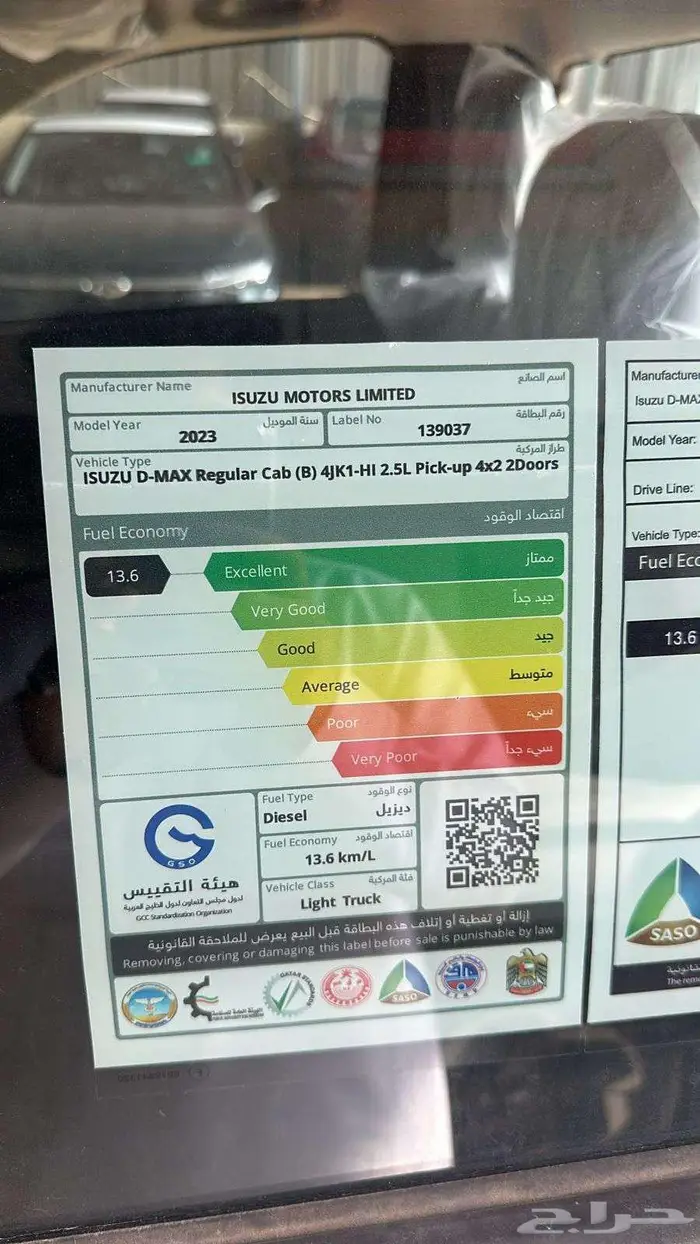 Manufacturer Name
اسم الصانع
ISUZU MOTORS LIMITED
Model Year
سنة الموديل
2023
Label No
رقم البطاقة
139037
Vehicle Type
طراز المركبة
ISUZU D-MAX Regular Cab (B) 4JK1-HI 2.5L Pick-up 4x2 2Doors
Fuel Economy
اقتصاد الوقود
13.6
Excellent
ممتاز
Very Good
جيد جداً
Good
جيد
Average
متوسط
Poor
سيء
Very Poor
سيء جداً
GSO
هيئة التقييس
لدول مجلس التعاون لدول الخليج العربية
GCC Standardization Organization
Fuel Type
نوع الوقود
Diesel
ديزيل
Fuel Economy
اقتصاد الوقود
13.6 km/L
Vehicle Class
فئة المركبة
Light Truck
إزالة أو تغطية أو إتلاف هذه البطاقة قبل البيع يعرض للملاحقة القانونية
Removing, covering or damaging this label before sale is punishable by law
QATAR STANDARDS
SASO
Manufacturer
Isuzu D-MAX
Model Year:
Drive Line:
Vehicle Type:
Fuel Eco
13.6
SASO
The remo
حراج